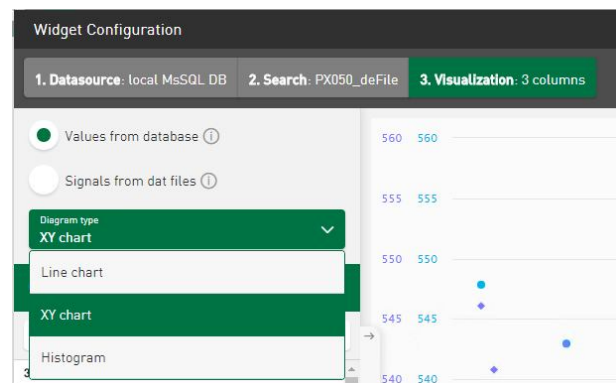 Widget Configuration
1. Datasource: local MsSQL DB 2. Search: PX050_deFile 3. Visualization: 3 columns
Values from database
560 560
Signals from dat files
555 555
Diagram type
XY chart
550 550
Line chart
XY chart
545 545
Histogram
3
540 540